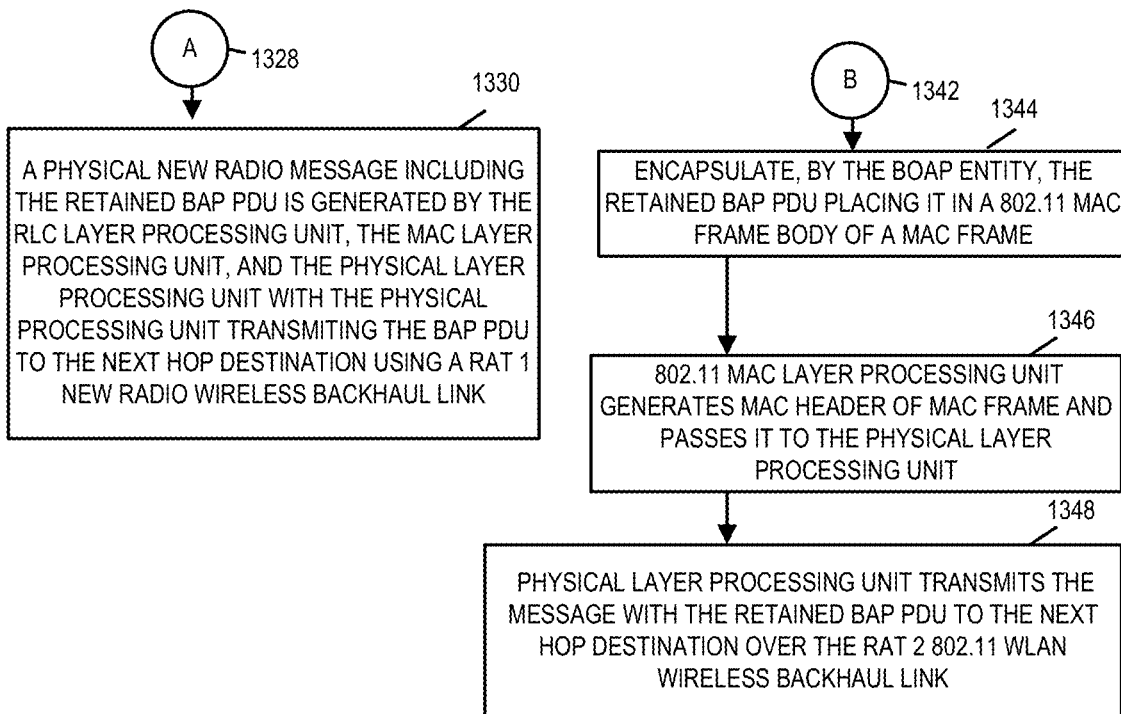 A
1328
1330
A PHYSICAL NEW RADIO MESSAGE INCLUDING
THE RETAINED BAP PDU IS GENERATED BY THE
RLC LAYER PROCESSING UNIT, THE MAC LAYER
PROCESSING UNIT, AND THE PHYSICAL LAYER
PROCESSING UNIT WITH THE PHYSICAL
PROCESSING UNIT TRANSMITING THE BAP PDU
TO THE NEXT HOP DESTINATION USING A RAT 1
NEW RADIO WIRELESS BACKHAUL LINK
B
1342
1344
ENCAPSULATE, BY THE BOAP ENTITY, THE
RETAINED BAP PDU PLACING IT IN A 802.11 MAC
FRAME BODY OF A MAC FRAME
1346
802.11 MAC LAYER PROCESSING UNIT
GENERATES MAC HEADER OF MAC FRAME AND
PASSES IT TO THE PHYSICAL LAYER
PROCESSING UNIT
1348
PHYSICAL LAYER PROCESSING UNIT TRANSMITS THE
MESSAGE WITH THE RETAINED BAP PDU TO THE NEXT
HOP DESTINATION OVER THE RAT 2 802.11 WLAN
WIRELESS BACKHAUL LINK